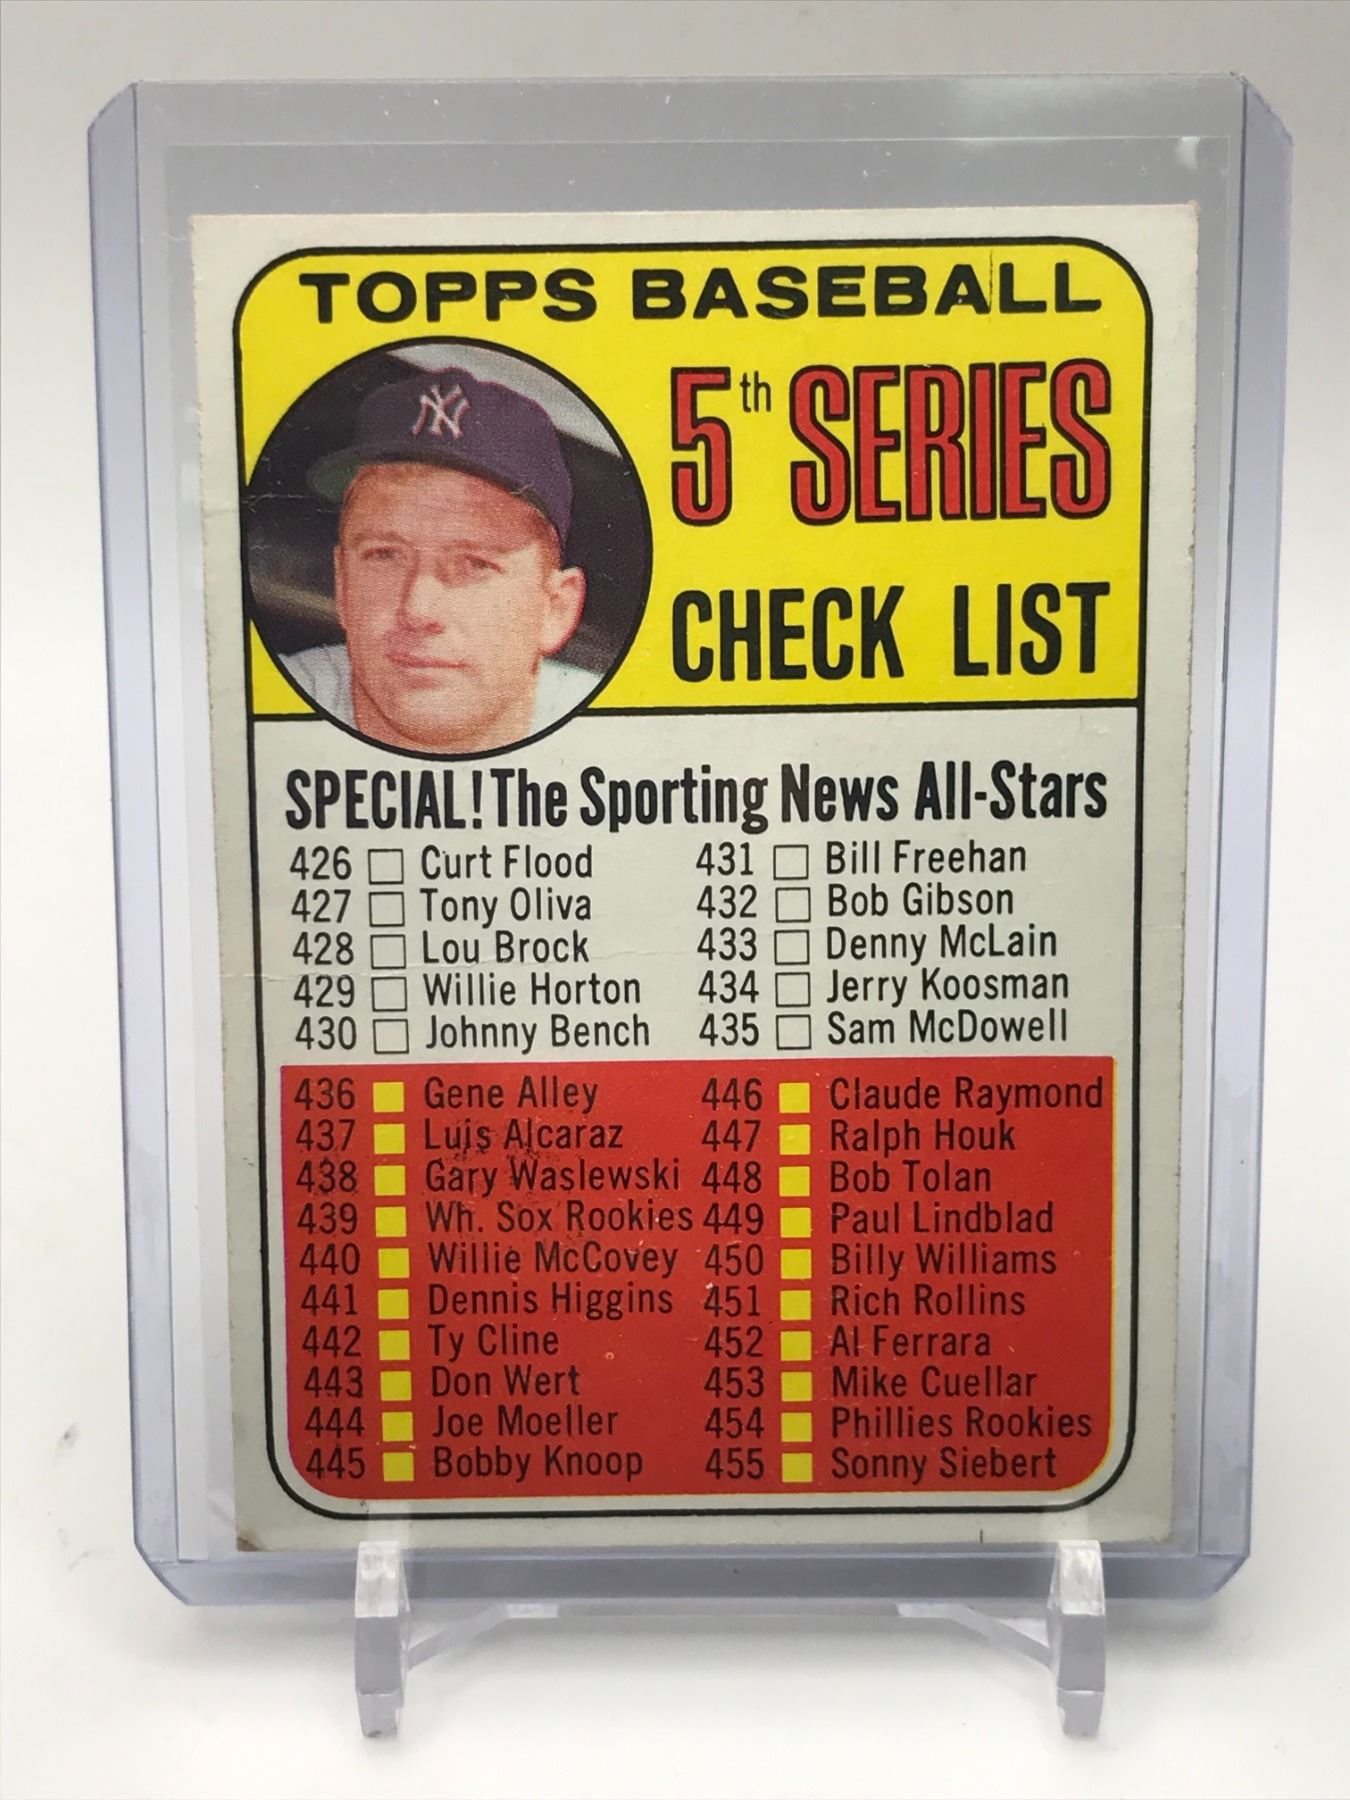 TOPPS BASEBALL
NY
5th SERIES
CHECK LIST
SPECIAL! The Sporting News All-Stars
426 Curt Flood
427 Tony Oliva
428 Lou Brock
429 Willie Horton
430 Johnny Bench
431 Bill Freehan
432 Bob Gibson
433 Denny McLain
434 Jerry Koosman
435 Sam McDowell
436 Gene Alley
437 Luis Alcaraz
438 Gary Waslewski
439 Wh. Sox Rookies
440 Willie McCovey
441 Dennis Higgins
442 Ty Cline
443 Don Wert
444 Joe Moeller
445 Bobby Knoop
446 Claude Raymond
447 Ralph Houk
448 Bob Tolan
449 Paul Lindblad
450 Billy Williams
451 Rich Rollins
452 Al Ferrara
453 Mike Cuellar
454 Phillies Rookies
455 Sonny Siebert